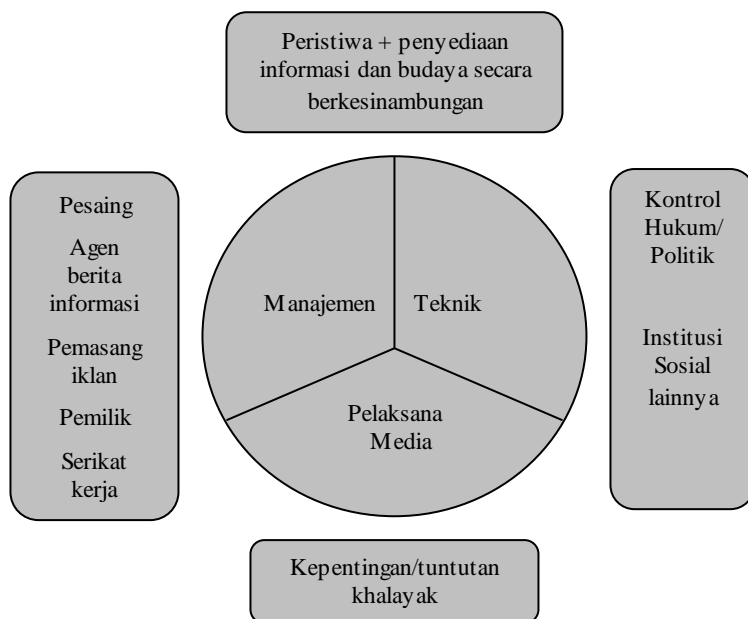 Peristiwa + penyediaan
informasi dan budaya secara
berkesinambungan
Pesaing
Agen
berita
informasi
Pemasang
iklan
Pemilik
Serikat
kerja
Manajemen
Teknik
Pelaksana
Media
Kontrol
Hukum/
Politik
Institusi
Sosial
lainnya
Kepentingan/tuntutan
khalayak